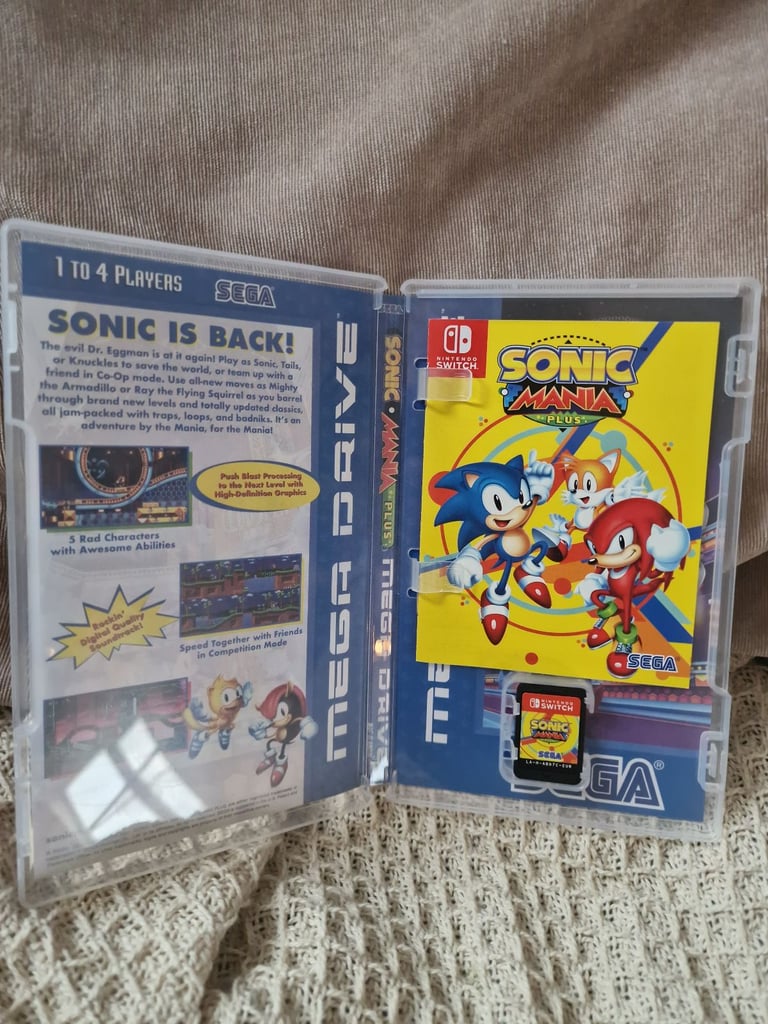 1 TO 4 PLAYERS
SEGA
SONIC IS BACK!
The evil Dr. Eggman is at it again! Play as Sonic, Tails,
or Knuckles to save the world, or team up with a
friend in Co-Op mode. Use all-new moves as Mighty
the Armadillo or Ray the Flying Squirrel as you barrel
through brand new levels and totally updated classics,
all jam-packed with traps, loops, and badniks. It's an
adventure by the Mania, for the Mania!
Push Blast Processing
to the Next Level with
High-Definition Graphics
5 Rad Characters
with Awesome Abilities
Rockin'
Digital Quality
Soundtrack!
Speed Together with Friends
in Competition Mode
MEGA DRIVE
SEGA
SONIC MANIA PLUS
MEGA DRIVE
NINTENDO
SWITCH
SONIC
MANIA
PLUS
SEGA
ME
NINTENDO
SWITCH
SONIC
MANIA
SEGA
SEGA®